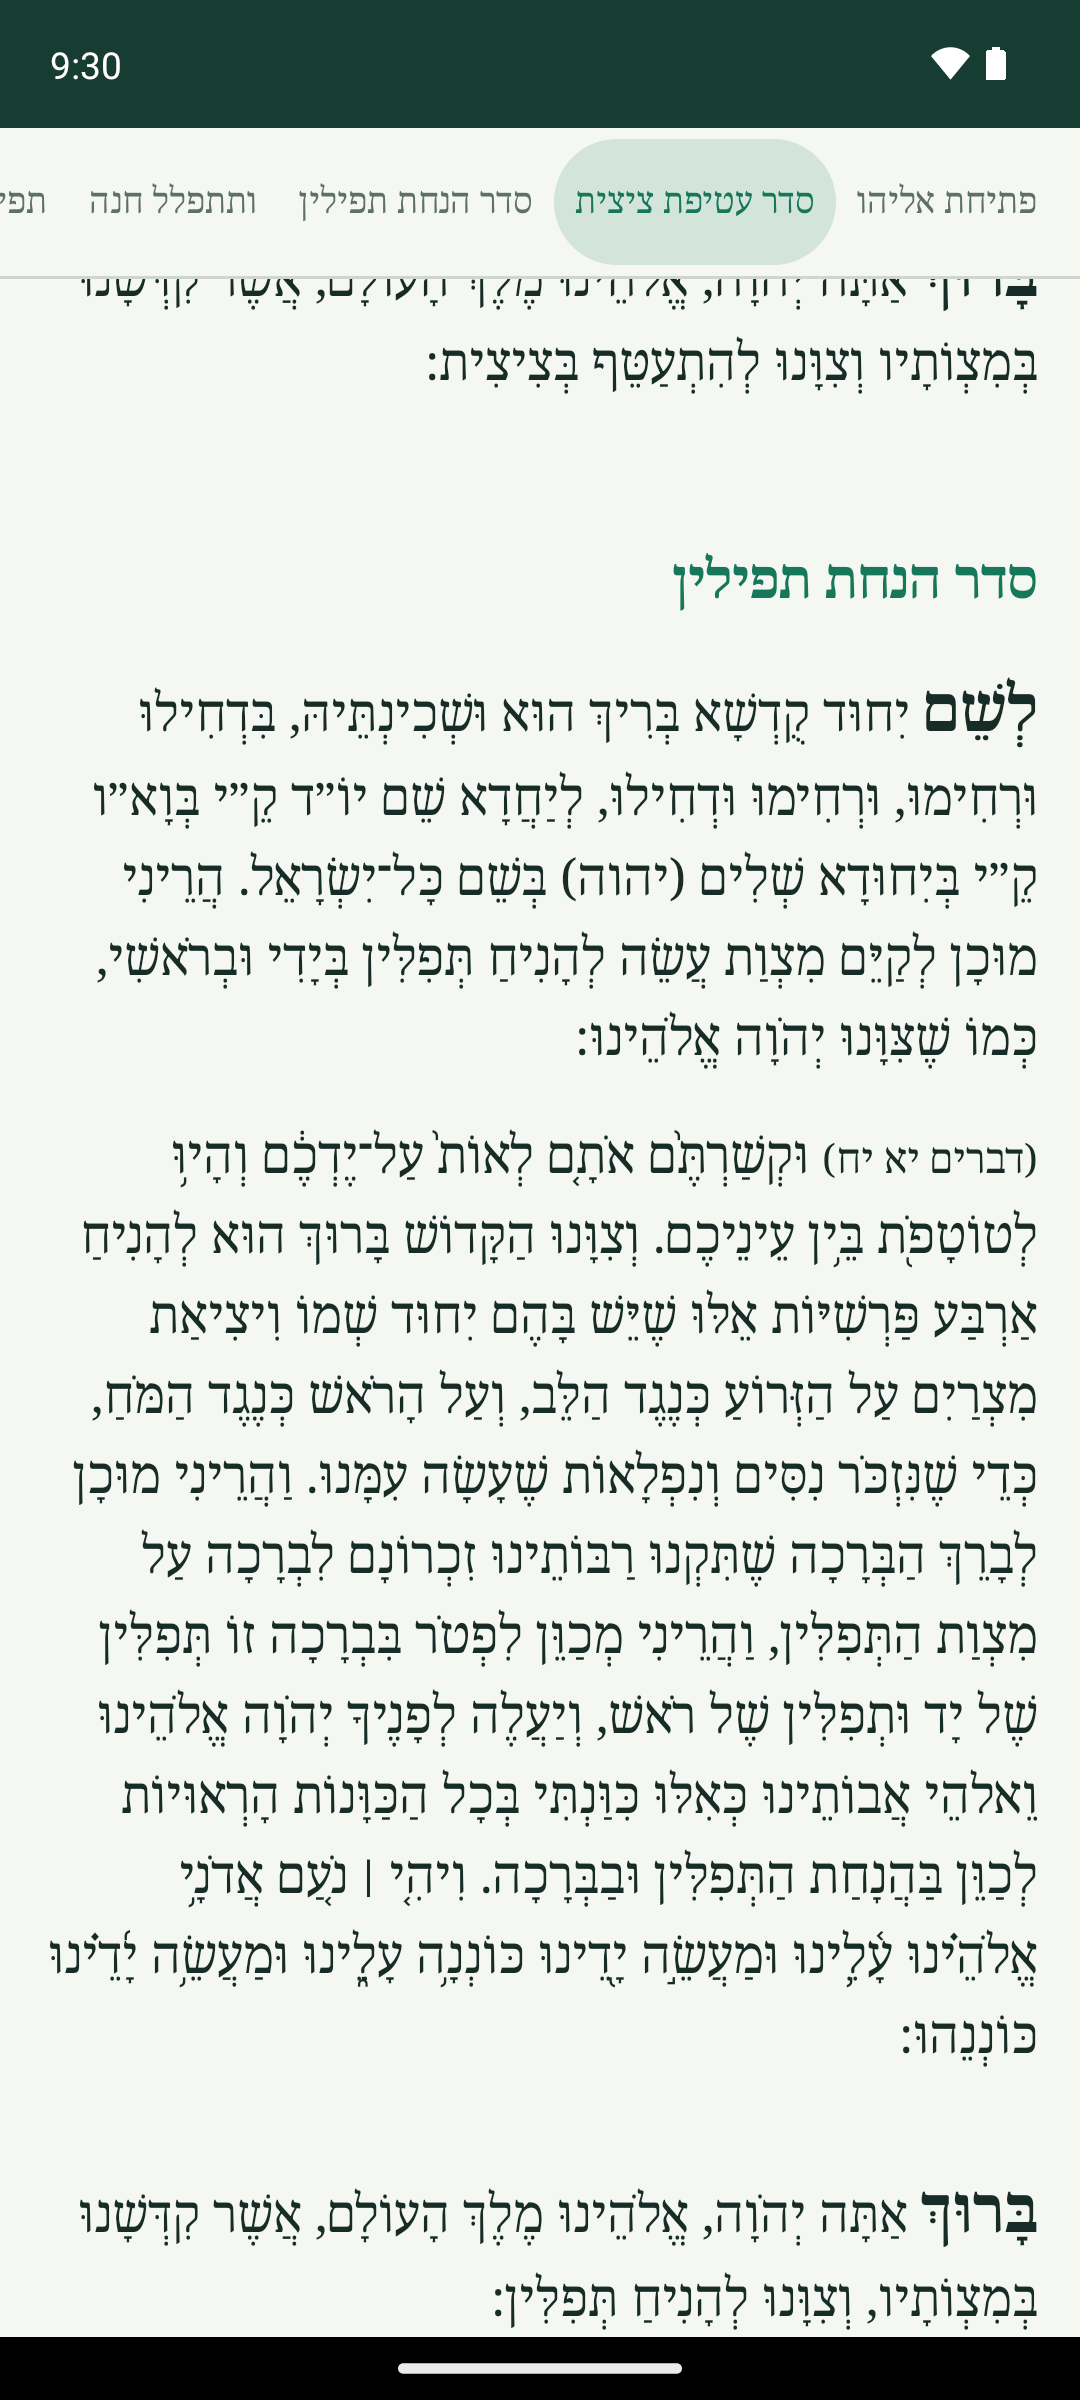 9:30
פתיחת אליהו סדר עטיפת ציצית סדר הנחת תפילין ותתפלל חנה תפי
בָּרוּךְ אַתָּה יְהֹוָה, אֱלֹהֵינוּ מֶלֶךְ הָעוֹלָם, אֲשֶׁר קִדְּשָׁנוּ
בְּמִצְוֹתָיו וְצִוָּנוּ לְהִתְעַטֵּף בְּצִיצִית:
סדר הנחת תפילין
לְשֵׁם יִחוּד קֻדְשָׁא בְּרִיךְ הוּא וּשְׁכִינְתֵּיהּ, בִּדְחִילוּ
וּרְחִימוּ, וּרְחִימוּ וּדְחִילוּ, לְיַחֲדָא שֵׁם יוֹ״ד קֵ״י בְּוָא״ו
קֵ״י בְּיִחוּדָא שְׁלִים (יהוה) בְּשֵׁם כָּל־יִשְׂרָאֵל. הֲרֵינִי
מוּכָן לְקַיֵּם מִצְוַת עֲשֵׂה לְהָנִיחַ תְּפִלִּין בְּיָדִי וּבְרֹאשִׁי,
כְּמוֹ שֶׁצִּוָּנוּ יְהֹוָה אֱלֹהֵינוּ:
(דברים יא יח) וּקְשַׁרְתֶּ֨ם אֹתָ֤ם לְאוֹת֙ עַל־יֶדְכֶ֔ם וְהָי֥וּ
לְטוֹטָפֹ֖ת בֵּ֥ין עֵינֵיכֶֽם. וְצִוָּנוּ הַקָּדוֹשׁ בָּרוּךְ הוּא לְהָנִיחַ
אַרְבַּע פַּרְשִׁיּוֹת אֵלּוּ שֶׁיֵּשׁ בָּהֶם יִחוּד שְׁמוֹ וִיצִיאַת
מִצְרַיִם עַל הַזְּרוֹעַ כְּנֶגֶד הַלֵּב, וְעַל הָרֹאשׁ כְּנֶגֶד הַמֹּחַ,
כְּדֵי שֶׁנִּזְכֹּר נִסִּים וְנִפְלָאוֹת שֶׁעָשָׂה עִמָּנוּ. וַהֲרֵינִי מוּכָן
לְבָרֵךְ הַבְּרָכָה שֶׁתִּקְּנוּ רַבּוֹתֵינוּ זִכְרוֹנָם לִבְרָכָה עַל
מִצְוַת הַתְּפִלִּין, וַהֲרֵינִי מְכַוֵּן לִפְטֹר בִּבְרָכָה זוֹ תְּפִלִּין
שֶׁל יָד וּתְפִלִּין שֶׁל רֹאשׁ, וְיַעֲלֶה לְפָנֶיךָ יְהֹוָה אֱלֹהֵינוּ
וֵאלֹהֵי אֲבוֹתֵינוּ כְּאִלּוּ כִּוַּנְתִּי בְּכָל הַכַּוָּנוֹת הָרְאוּיוֹת
לְכַוֵּן בַּהֲנָחַת הַתְּפִלִּין וּבַבְּרָכָה. וִיהִ֤י ׀ נֹ֤עַם אֲדֹנָ֥י
אֱלֹהֵ֗ינוּ עָ֫לֵ֥ינוּ וּמַעֲשֵׂ֣ה יָ֭דֵינוּ כּוֹנְנָ֥ה עָלֵ֑ינוּ וּמַעֲשֵׂ֥ה יָ֝דֵ֗ינוּ
כּוֹנְנֵֽהוּ:
בָּרוּךְ אַתָּה יְהֹוָה, אֱלֹהֵינוּ מֶלֶךְ הָעוֹלָם, אֲשֶׁר קִדְּשָׁנוּ
בְּמִצְוֹתָיו, וְצִוָּנוּ לְהָנִיחַ תְּפִלִּין: